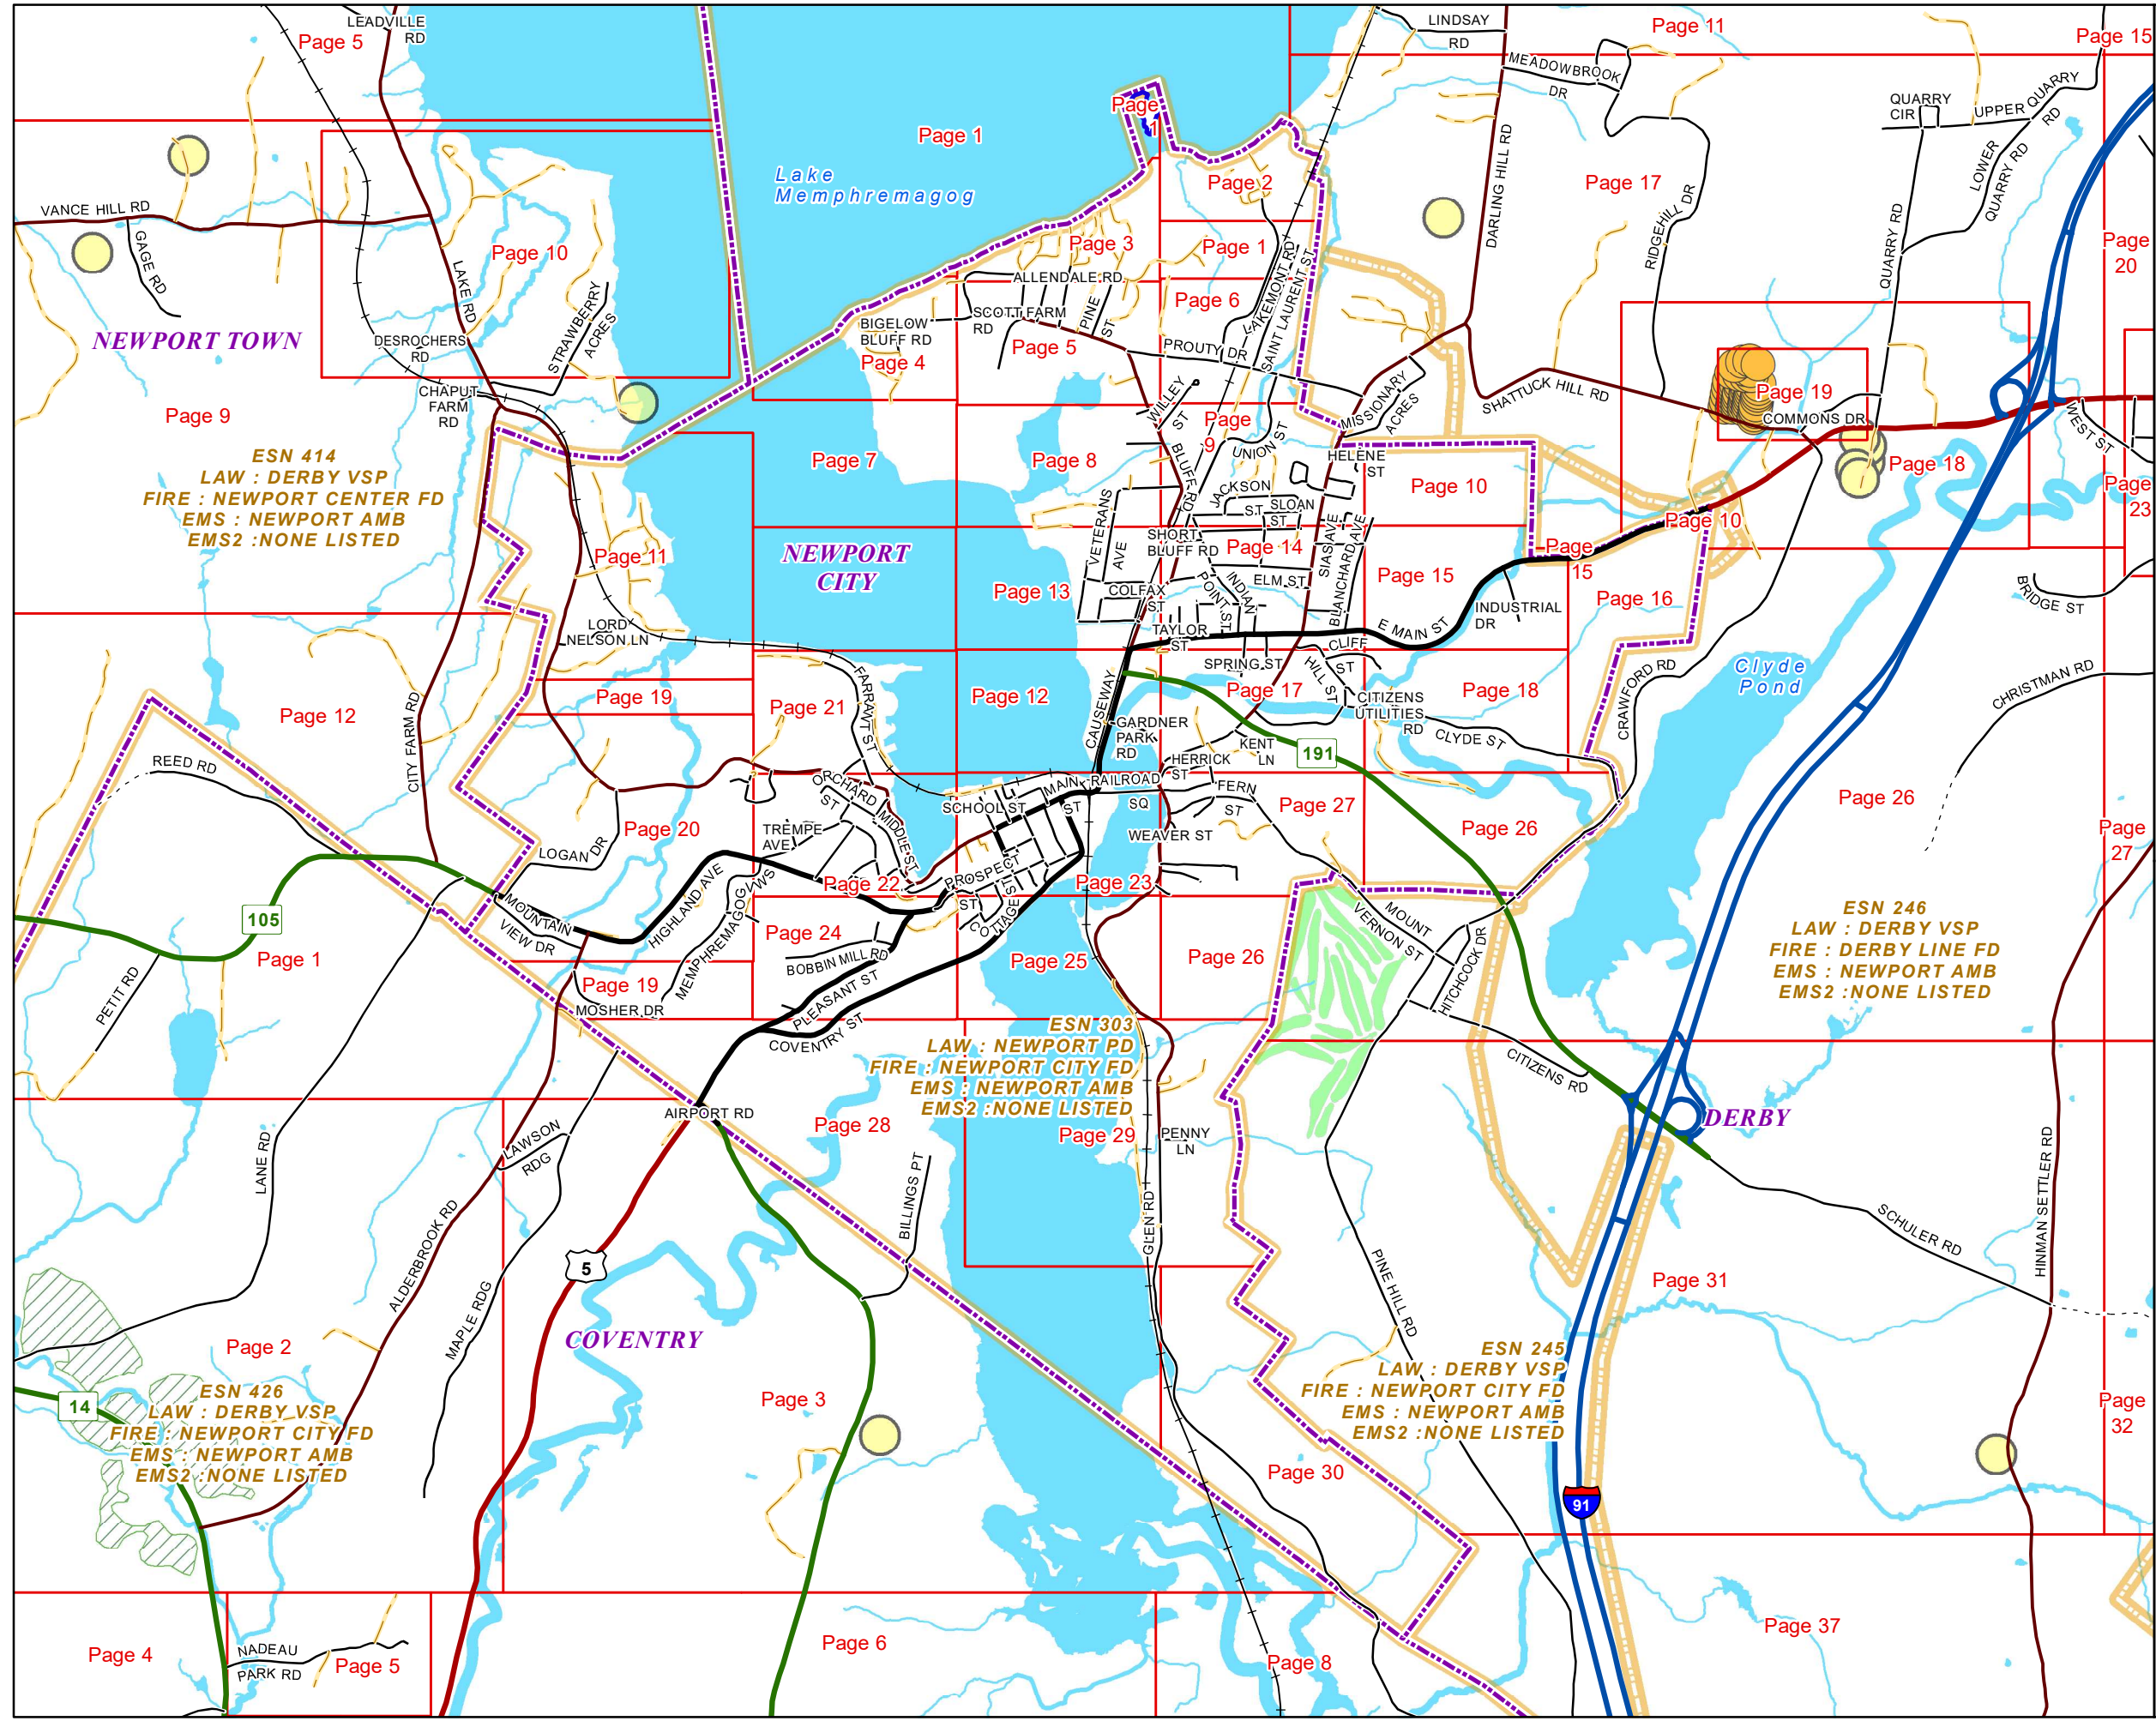 LEADVILLE
RD
Page 5
LINDSAY
RD
Page 11
Page 15
MEADOWBROOK
DR
Page 1
Page
1
QUARRY
CIR
UPPER QUARRY
RD
LOWER
QUARRY RD
Lake
Memphremagog
Page 2
Page 17
DARLING HILL RD
RIDGEHILL DR
QUARRY RD
VANCE HILL RD
GAGE RD
Page 10
LAKE RD
Page 3
Page 1
Page
20
ALLENDALE RD
LAKEMONT RD
SAINT LAURENT ST
STRAWBERRY
ACRES
Page 6
NEWPORT TOWN
DESROCHERS
RD
BIGELOW
BLUFF RD
SCOTT FARM
RD
PINE
ST
Page 5
PROUTY DR
Page 4
CHAPUT
FARM
RD
Page 9
WILLEY
ST
MISSIONARY
ACRES
SHATTUCK HILL RD
Page 19
COMMONS DR
WEST ST
Page
9
UNION ST
HELENE
ST
ESN 414
LAW : DERBY VSP
FIRE : NEWPORT CENTER FD
EMS : NEWPORT AMB
EMS2 :NONE LISTED
Page 7
Page 8
BLUFF RD
Page 18
Page 10
Page
23
JACKSON
ST
SLOAN
ST
VETERANS
AVE
Page 10
NEWPORT
CITY
Page 11
SHORT
BLUFF RD
Page 14
SIAS AVE
BLANCHARD AVE
Page
15
Page 15
Page 13
COLFAX
ST
POINT ST
INDIAN
ELM ST
Page 16
INDUSTRIAL
DR
BRIDGE ST
LORD
NELSON LN
TAYLOR
ST
E MAIN ST
CLIFF
ST
SPRING ST
HILL ST
Clyde
Pond
CHRISTMAN RD
CRAWFORD RD
Page 12
Page 19
Page 21
FARRANT ST
Page 12
CAUSEWAY
Page 17
Page 18
CITIZENS
UTILITIES
RD
CLYDE ST
CITY FARM RD
GARDNER
PARK
RD
KENT
LN
191
HERRICK
ST
REED RD
ORCHARD
ST
MIDDLE ST
SCHOOL ST
MAIN
ST
RAILROAD
SQ
FERN
ST
Page 27
Page 26
Page 26
Page
27
Page 20
TREMPE
AVE
WEAVER ST
LOGAN DR
HIGHLAND AVE
Page 22
PROSPECT
ST
COTTAGE ST
Page 23
MOUNTAIN
VIEW DR
MEMPHREMAGOG VWS
105
Page 1
PETIT RD
Page 24
BOBBIN MILL RD
Page 25
Page 26
MOUNT
VERNON ST
HITCHCOCK DR
ESN 246
LAW : DERBY VSP
FIRE : DERBY LINE FD
EMS : NEWPORT AMB
EMS2 :NONE LISTED
Page 19
MOSHER DR
PLEASANT ST
COVENTRY ST
ESN 303
LAW : NEWPORT PD
FIRE : NEWPORT CITY FD
EMS : NEWPORT AMB
EMS2 :NONE LISTED
CITIZENS RD
AIRPORT RD
Page 28
Page 29
PENNY
LN
DERBY
LANE RD
LAWSON
RDG
BILLINGS PT
GLEN RD
ALDERBROOK RD
SCHULER RD
HINMAN SETTLER RD
5
MAPLE RDG
COVENTRY
PINE HILL RD
Page 31
Page 2
ESN 245
LAW : DERBY VSP
FIRE : NEWPORT CITY FD
EMS : NEWPORT AMB
EMS2 :NONE LISTED
Page 3
Page
32
14
ESN 426
LAW : DERBY VSP
FIRE : NEWPORT CITY FD
EMS : NEWPORT AMB
EMS2 :NONE LISTED
Page 30
91
Page 4
NADEAU
PARK RD
Page 5
Page 6
Page 8
Page 37